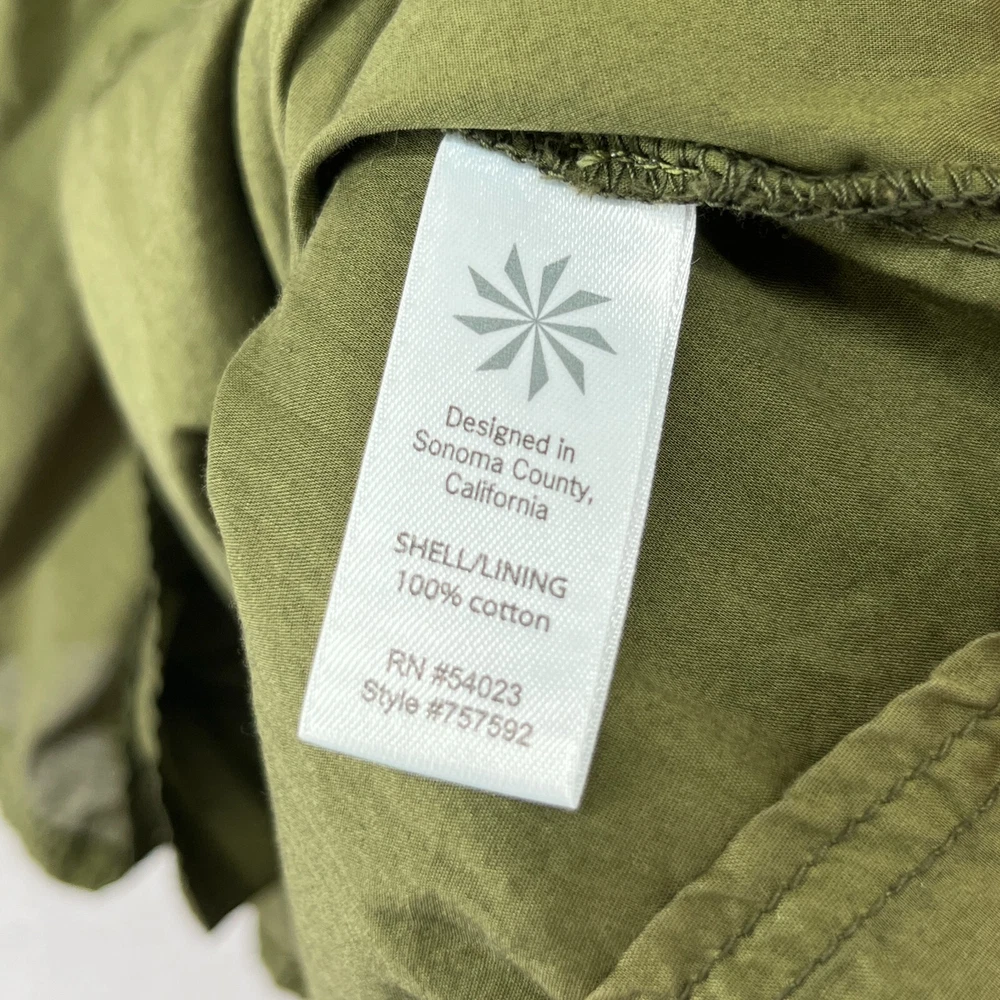 Designed in
Sonoma County,
California
SHELL/LINING
100% cotton
RN #54023
Style #757592